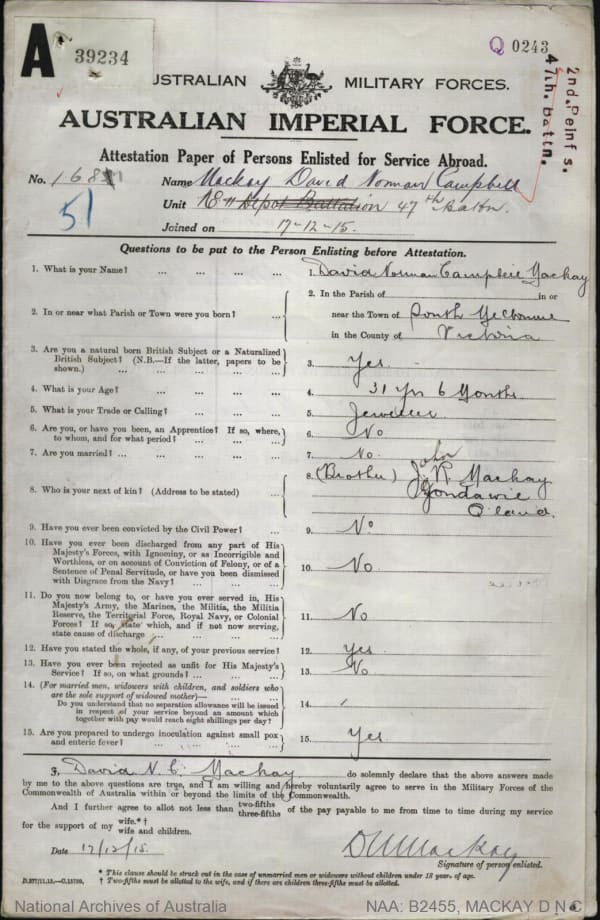 A 39234
Q 0243
2nd. Reinfs.
47th. Battn.
AUSTRALIAN MILITARY FORCES.
AUSTRALIAN IMPERIAL FORCE.
Attestation Paper of Persons Enlisted for Service Abroad.
No. 1681 Name Mackay David Norman Campbell
51 Unit Depot Battalion 47th Battn.
Joined on 17-12-15.
Questions to be put to the Person Enlisting before Attestation.
1. What is your Name? ... ... ... ... 1. David Norman Campbell Mackay
2. In or near what Parish or Town were you born? ... 2. In the Parish of in or
near the Town of South Melbourne
in the County of Victoria
3. Are you a natural born British Subject or a Naturalized British Subject? (N.B.—If the latter, papers to be shown.) ... ... ... ... 3. Yes.
4. What is your Age? ... ... ... 4. 31 Yrs 6 Months
5. What is your Trade or Calling? ... ... ... 5. Jeweller
6. Are you, or have you been, an Apprentice? If so, where, to whom, and for what period? ... ... ... 6. No
7. Are you married? ... ... ... ... 7. No.
8. Who is your next of kin? (Address to be stated) ... 8. (Brother) John J. R. Mackay
Q'land.
9. Have you ever been convicted by the Civil Power? ... 9. No
10. Have you ever been discharged from any part of His Majesty's Forces, with Ignominy, or as Incorrigible and Worthless, or on account of Conviction of Felony, or of a Sentence of Penal Servitude, or have you been dismissed with Disgrace from the Navy? ... ... ... 10. No.
11. Do you now belong to, or have you ever served in, His Majesty's Army, the Marines, the Militia, the Militia Reserve, the Territorial Force, Royal Navy, or Colonial Forces? If so, state which, and if not now serving, state cause of discharge ... ... ... 11. No
12. Have you stated the whole, if any, of your previous service? 12. Yes
13. Have you ever been rejected as unfit for His Majesty's Service? If so, on what grounds? ... ... ... 13. No
14. (For married men, widowers with children, and soldiers who are the sole support of widowed mother)—
Do you understand that no separation allowance will be issued in respect of your service beyond an amount which together with pay would reach eight shillings per day? 14.
15. Are you prepared to undergo inoculation against small pox and enteric fever? ... ... ... ... 15. Yes
I, David N. C. Mackay do solemnly declare that the above answers made
by me to the above questions are true, and I am willing and hereby voluntarily agree to serve in the Military Forces of the
Commonwealth of Australia within or beyond the limits of the Commonwealth.
And I further agree to allot not less than two-fifths three-fifths of the pay payable to me from time to time during my service
for the support of my wife.*† wife and children.
Date 17/12/15. DNMackay
Signature of person enlisted.
* This clause should be struck out in the case of unmarried men or widowers without children under 18 year. of age.
D.277/11.15.—C.15790. † Two-fifths must be allotted to the wife, and if there are children three-fifths must be allotted.
National Archives of Australia NAA: B2455, MACKAY D N C